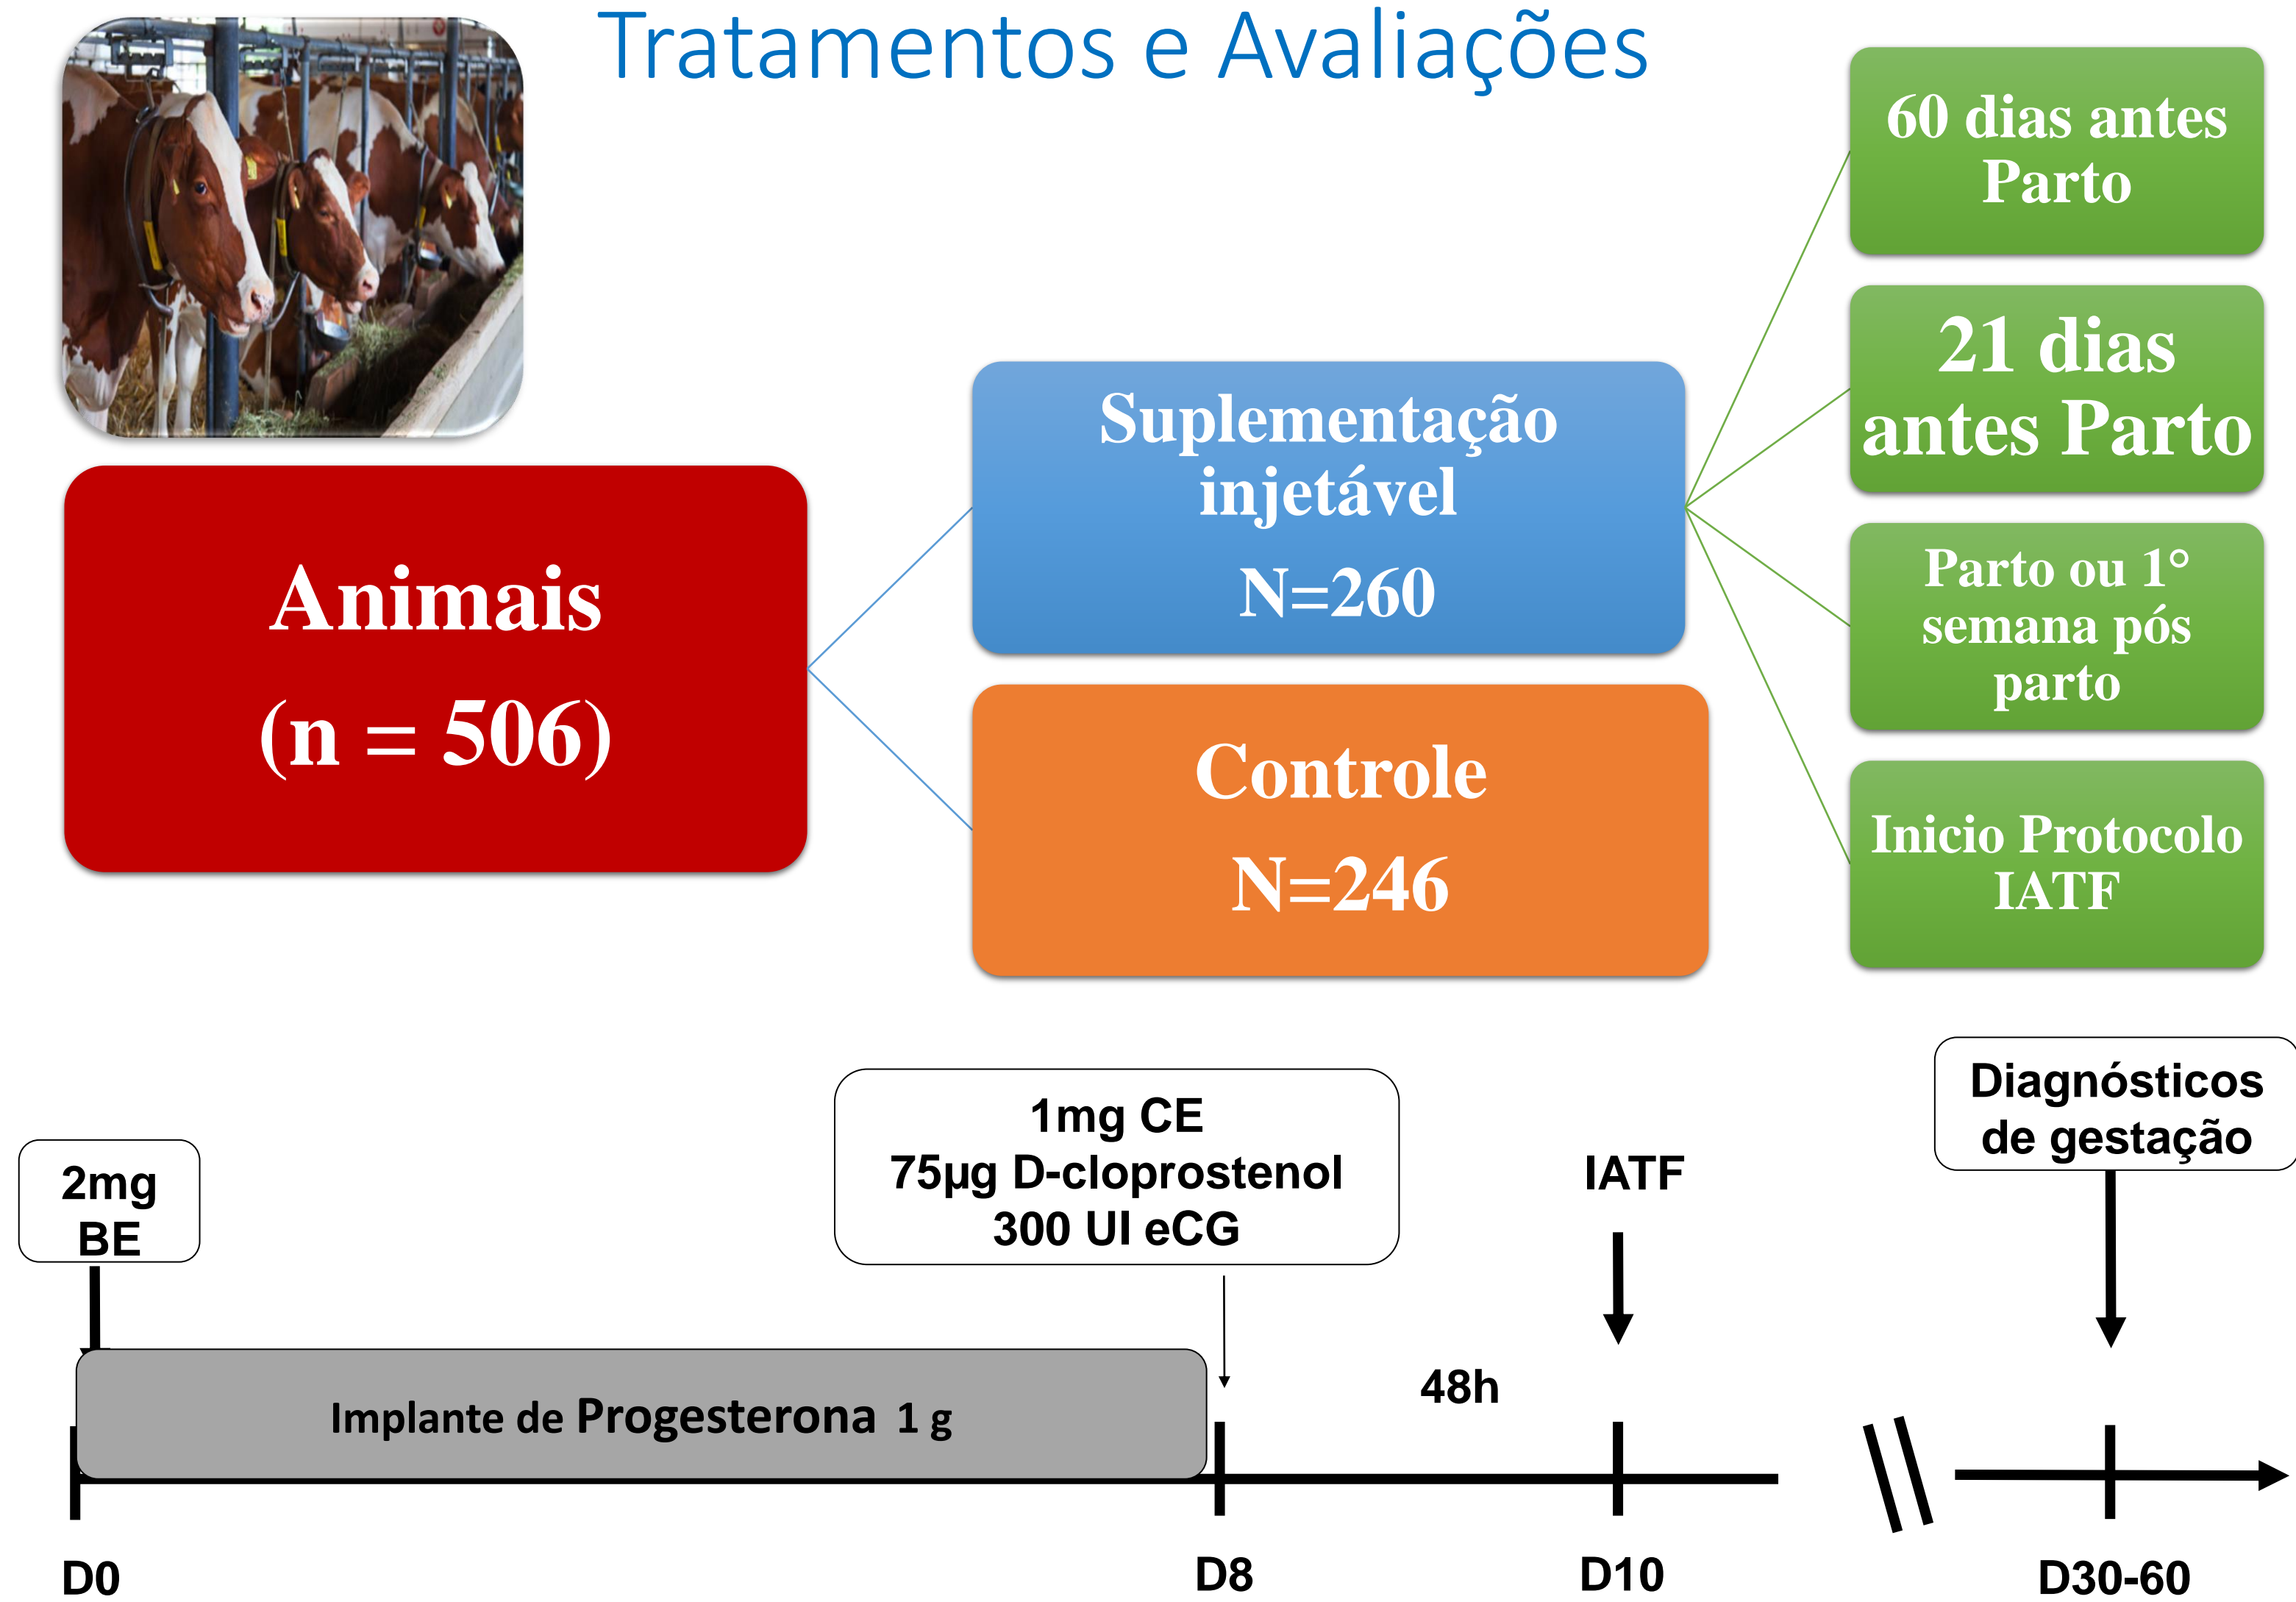 Tratamentos e Avaliações
60 dias antes
Parto
21 dias
antes Parto
Parto ou 1°
semana pós
parto
Inicio Protocolo
IATF
Suplementação
injetável
N=260
Controle
N=246
Animais
(n = 506)
2mg
BE
1mg CE
75µg D-cloprostenol
300 UI eCG
IATF
Diagnósticos
de gestação
Implante de Progesterona 1 g
48h
D0
D8
D10
D30-60